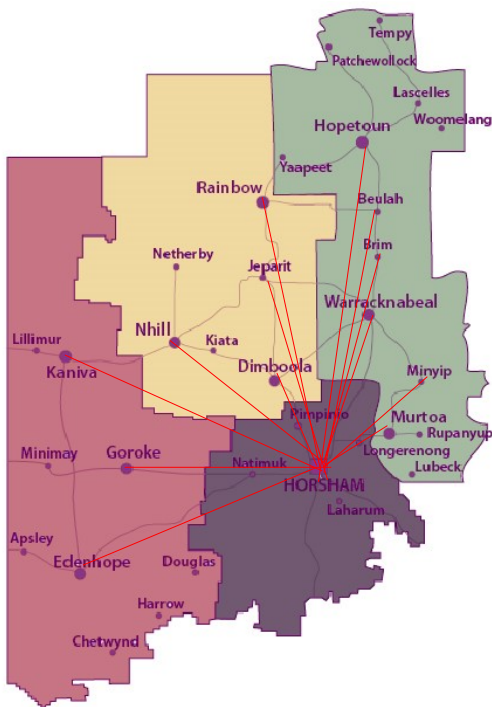 Tempy
Patchewollock
Lascelles
Woomelang
Hopetoun
Yaapeet
Rainbow
Beulah
Brim
Netherby
Jeparit
Warracknabeal
Lillimur
Nhill
Kiata
Kaniva
Dimboola
Minyip
Pimpinio
Murtoa
Rupanyup
Longerenong
Lubeck
Minimay
Goroke
Natimuk
HORSHAM
Laharum
Apsley
Edenhope
Douglas
Harrow
Chetwynd